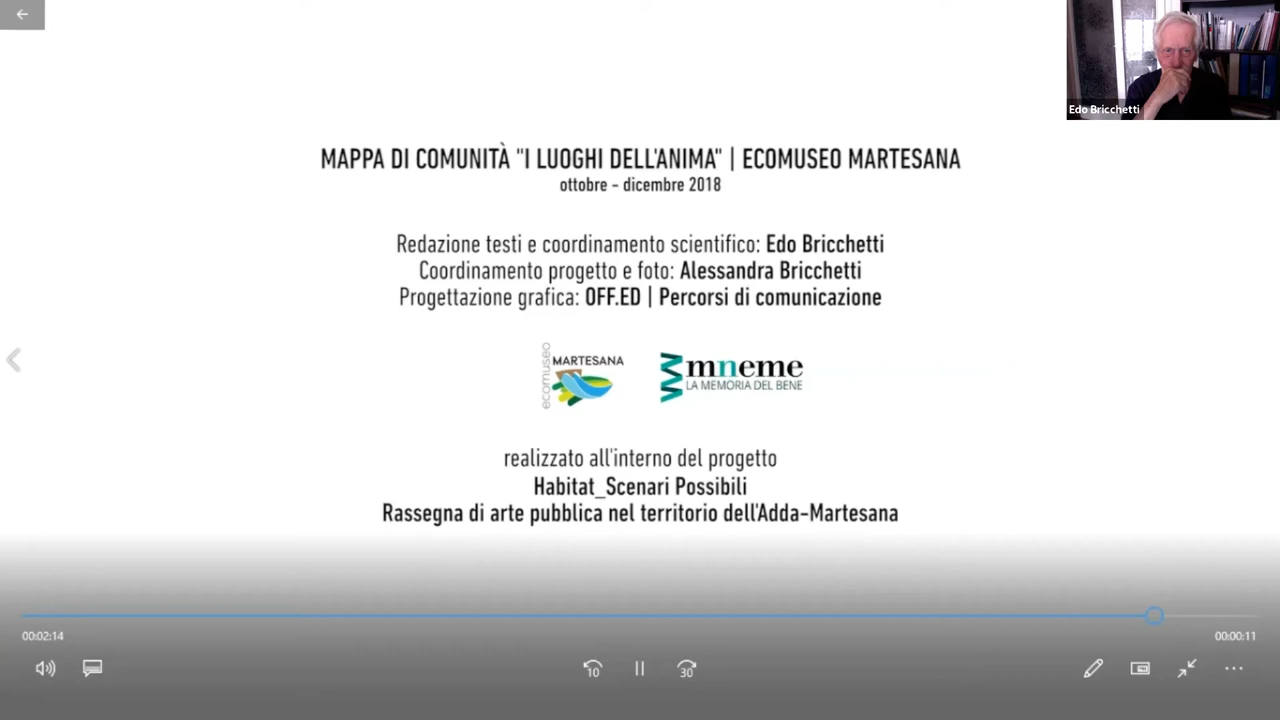 Edo Bricchetti
MAPPA DI COMUNITÀ "I LUOGHI DELL'ANIMA" | ECOMUSEO MARTESANA
ottobre - dicembre 2018
Redazione testi e coordinamento scientifico: Edo Bricchetti
Coordinamento progetto e foto: Alessandra Bricchetti
Progettazione grafica: OFF.ED | Percorsi di comunicazione
ecomuseo
MARTESANA
mneme
LA MEMORIA DEL BENE
realizzato all'interno del progetto
Habitat_Scenari Possibili
Rassegna di arte pubblica nel territorio dell'Adda-Martesana
00:02:14
00:00:11
10
30